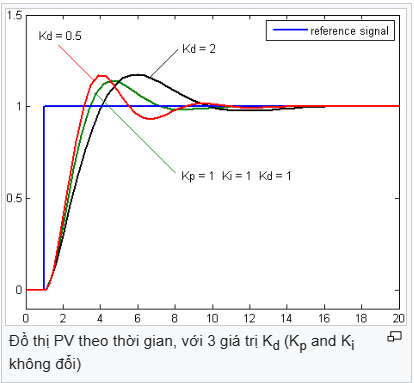 1.5
reference signal
Kd = 0.5
Kd = 2
1
Kp = 1 Ki = 1 Kd = 1
0.5
0
0 2 4 6 8 10 12 14 16 18 20
Đồ thị PV theo thời gian, với 3 giá trị Kd (Kp and Ki
không đổi)